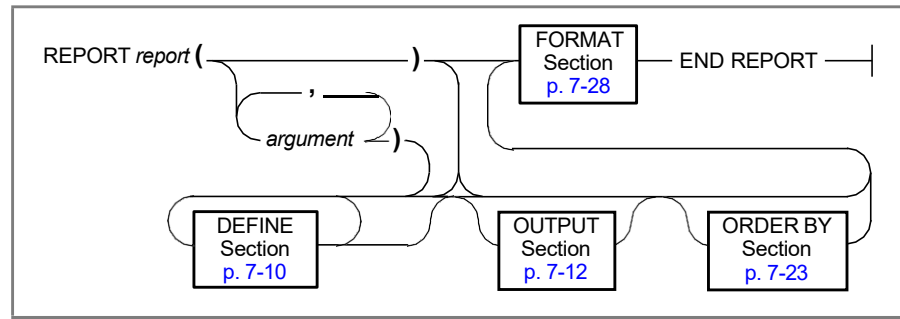 REPORT report ( ) FORMAT Section p. 7-28 END REPORT
,
argument )
DEFINE Section p. 7-10
OUTPUT Section p. 7-12
ORDER BY Section p. 7-23